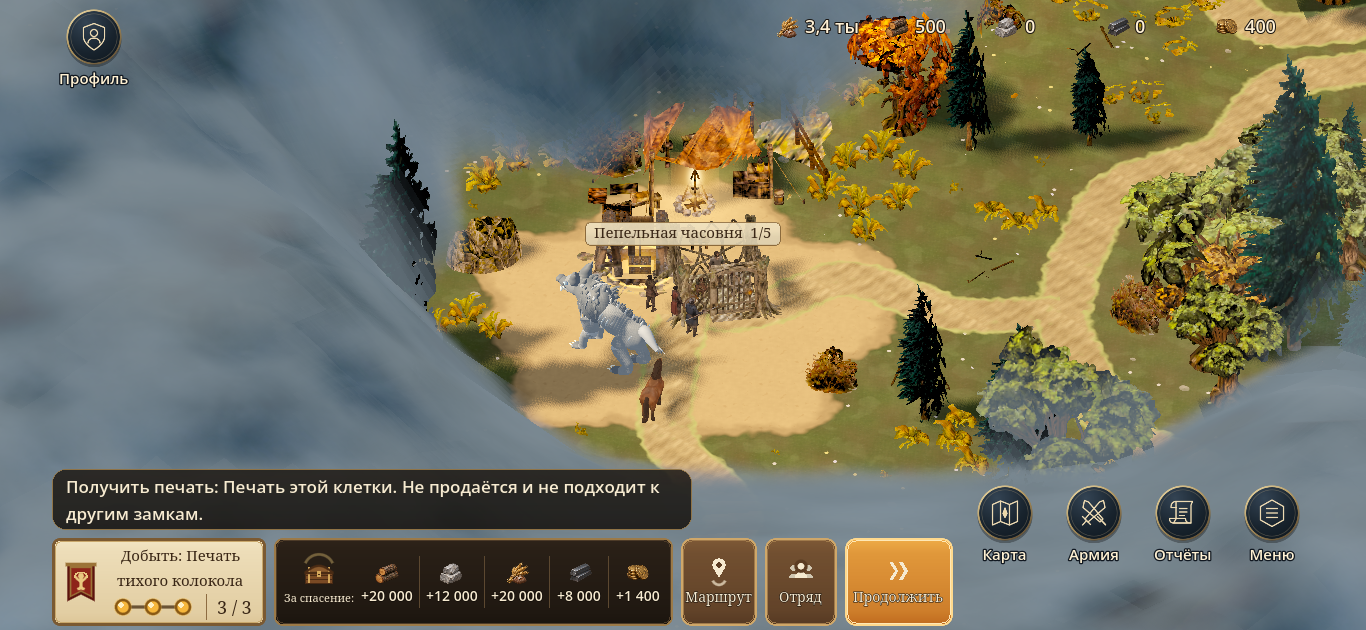 3,4 ты 500 0 0 400
Профиль
Пепельная часовня 1/5
Получить печать: Печать этой клетки. Не продаётся и не подходит к
другим замкам.
Карта Армия Отчёты Меню
Добыть: Печать
тихого колокола
3 / 3
За спасение: +20 000 +12 000 +20 000 +8 000 +1 400
Маршрут Отряд Продолжить